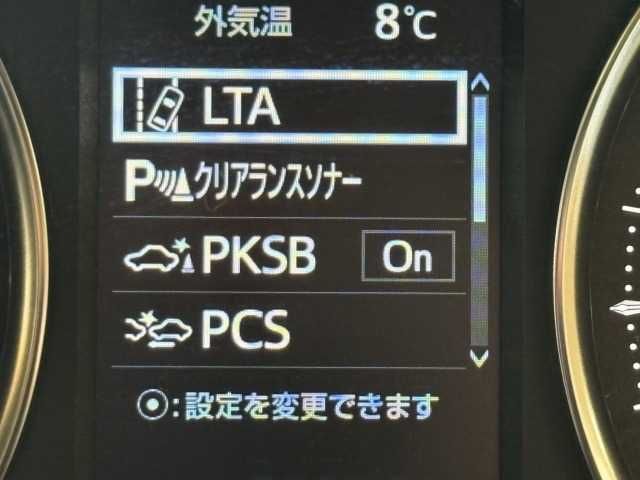 外気温 8℃
LTA
P クリアランスソナー
PKSB On
PCS
⦿:設定を変更できます